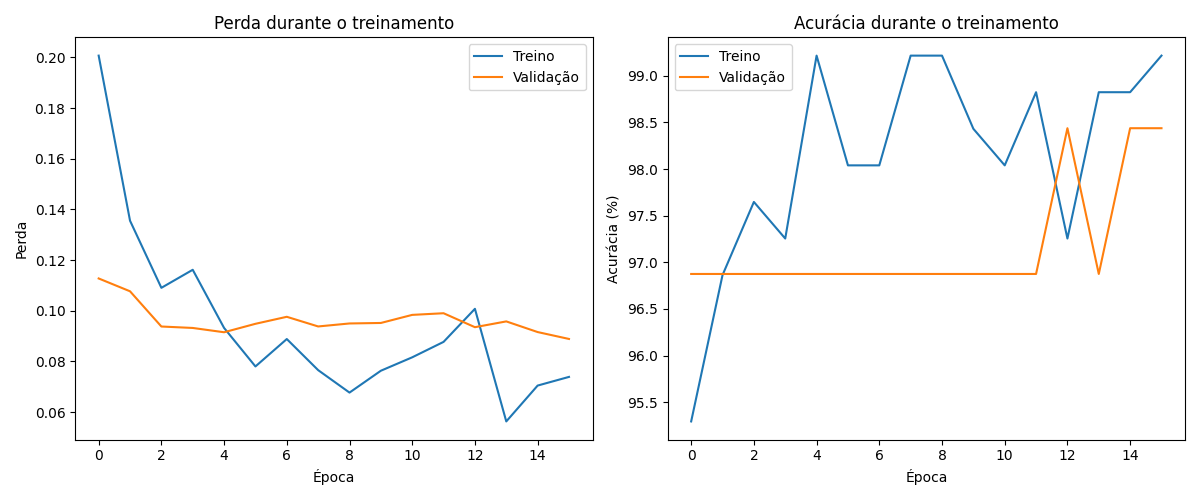 Perda durante o treinamento
Treino
Validação
0.20
0.18
0.16
0.14
0.12
0.10
0.08
0.06
Perda
0 2 4 6 8 10 12 14
Época
Acurácia durante o treinamento
Treino
Validação
99.0
98.5
98.0
97.5
97.0
96.5
96.0
95.5
Acurácia (%)
0 2 4 6 8 10 12 14
Época